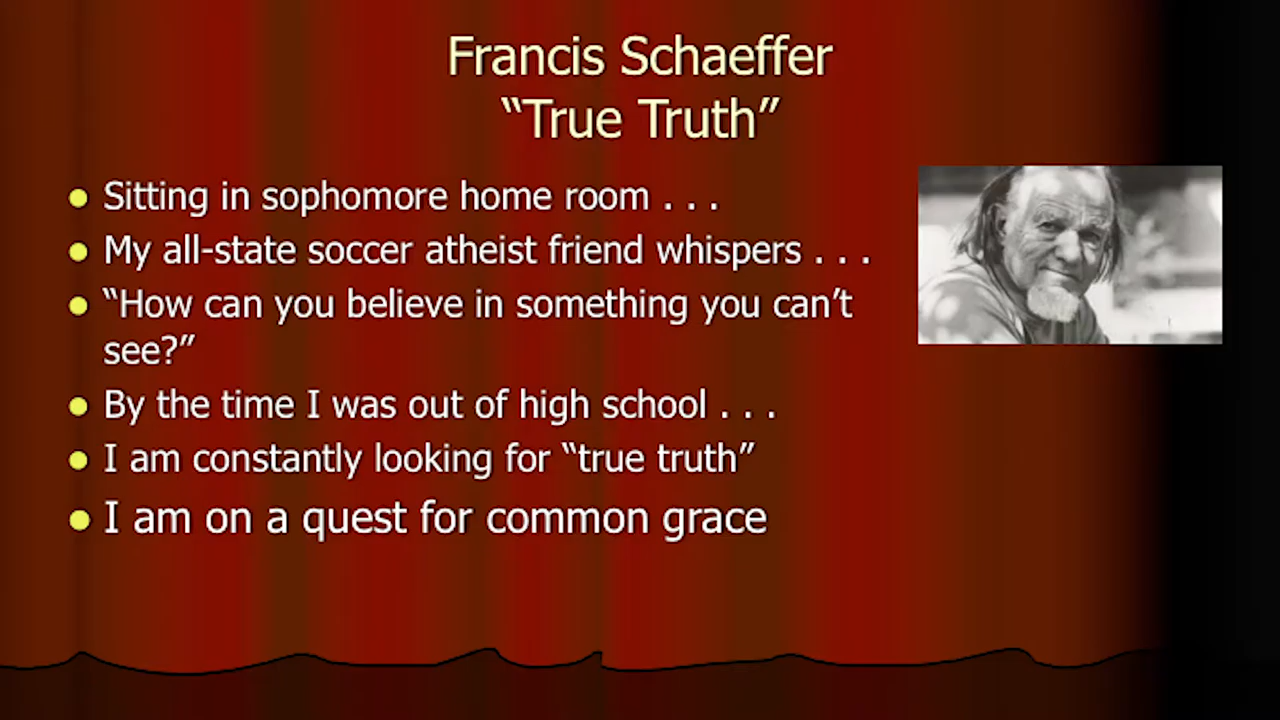 Francis Schaeffer
“True Truth”
Sitting in sophomore home room . . .
My all-state soccer atheist friend whispers . . .
“How can you believe in something you can’t
see?”
By the time I was out of high school . . .
I am constantly looking for “true truth”
I am on a quest for common grace